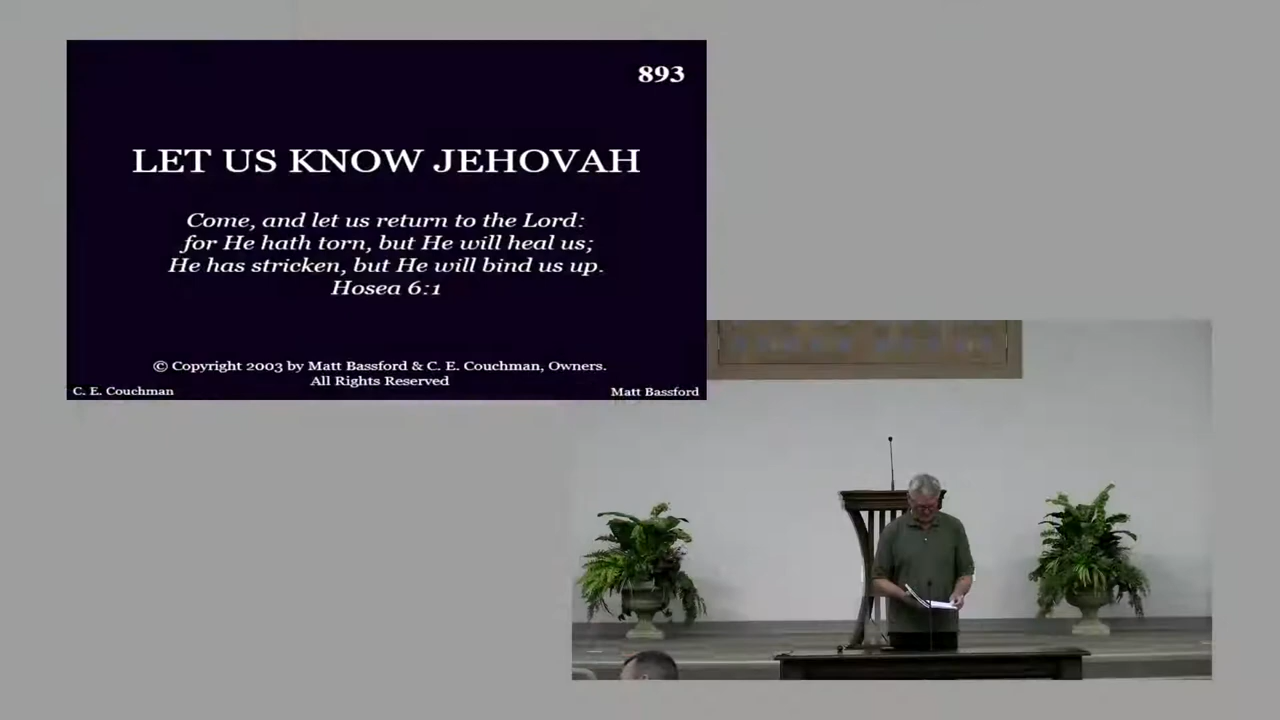 893
LET US KNOW JEHOVAH
Come, and let us return to the Lord:
for He hath torn, but He will heal us;
He has stricken, but He will bind us up.
Hosea 6:1
© Copyright 2003 by Matt Bassford & C. E. Couchman, Owners.
All Rights Reserved
C. E. Couchman
Matt Bassford